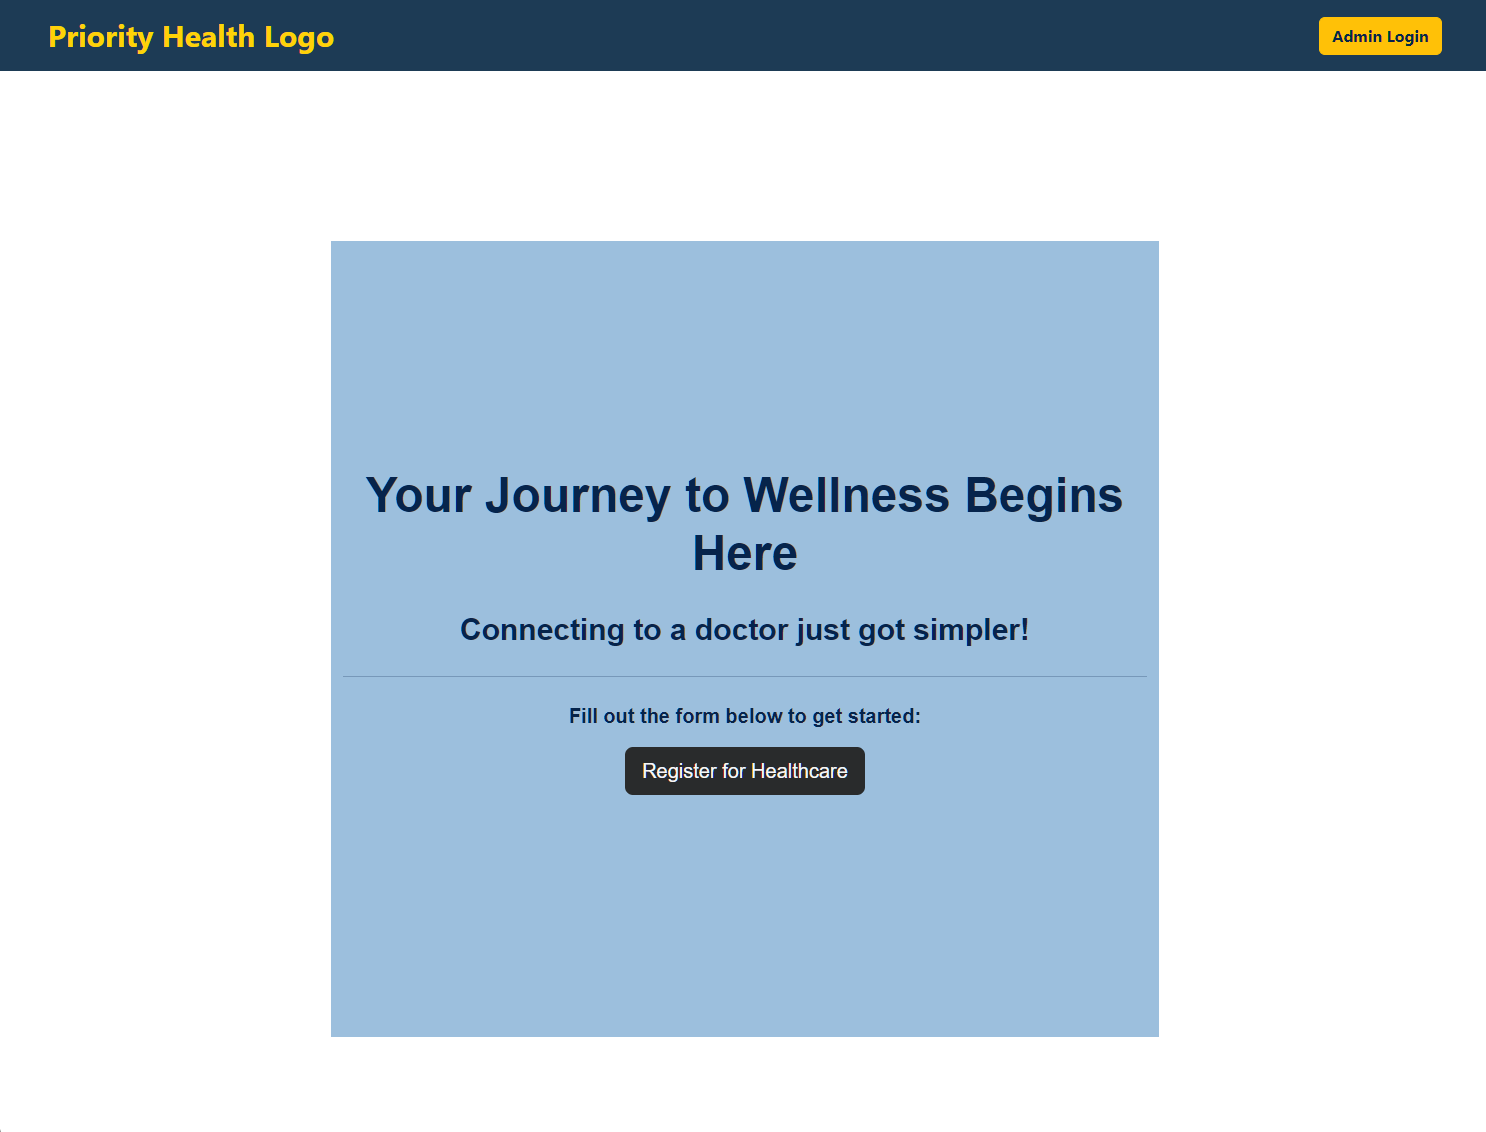 Priority Health Logo
Admin Login
Your Journey to Wellness Begins
Here
Connecting to a doctor just got simpler!
Fill out the form below to get started:
Register for Healthcare